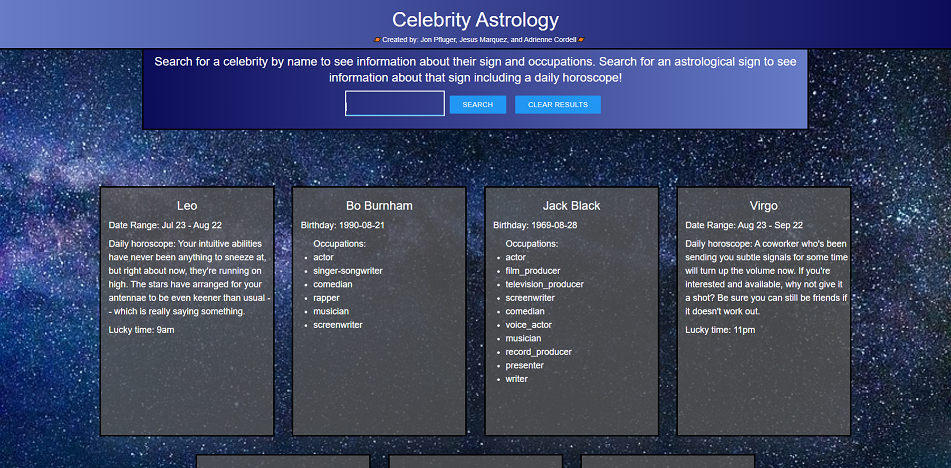 Celebrity Astrology
Created by: Jon Pfluger, Jesus Marquez, and Adrienne Cordell
Search for a celebrity by name to see information about their sign and occupations. Search for an astrological sign to see
information about that sign including a daily horoscope!
SEARCH
CLEAR RESULTS
Leo
Date Range: Jul 23 - Aug 22
Daily horoscope: Your intuitive abilities
have never been anything to sneeze at,
but right about now, they're running on
high. The stars have arranged for your
antennae to be even keener than usual -
- which is really saying something.
Lucky time: 9am
Bo Burnham
Birthday: 1990-08-21
Occupations:
actor
singer-songwriter
comedian
rapper
musician
screenwriter
Jack Black
Birthday: 1969-08-28
Occupations:
actor
film_producer
television_producer
screenwriter
comedian
voice_actor
musician
record_producer
presenter
writer
Virgo
Date Range: Aug 23 - Sep 22
Daily horoscope: A coworker who's been
sending you subtle signals for some time
will turn up the volume now. If you're
interested and available, why not give it
a shot? Be sure you can still be friends if
it doesn't work out.
Lucky time: 11pm